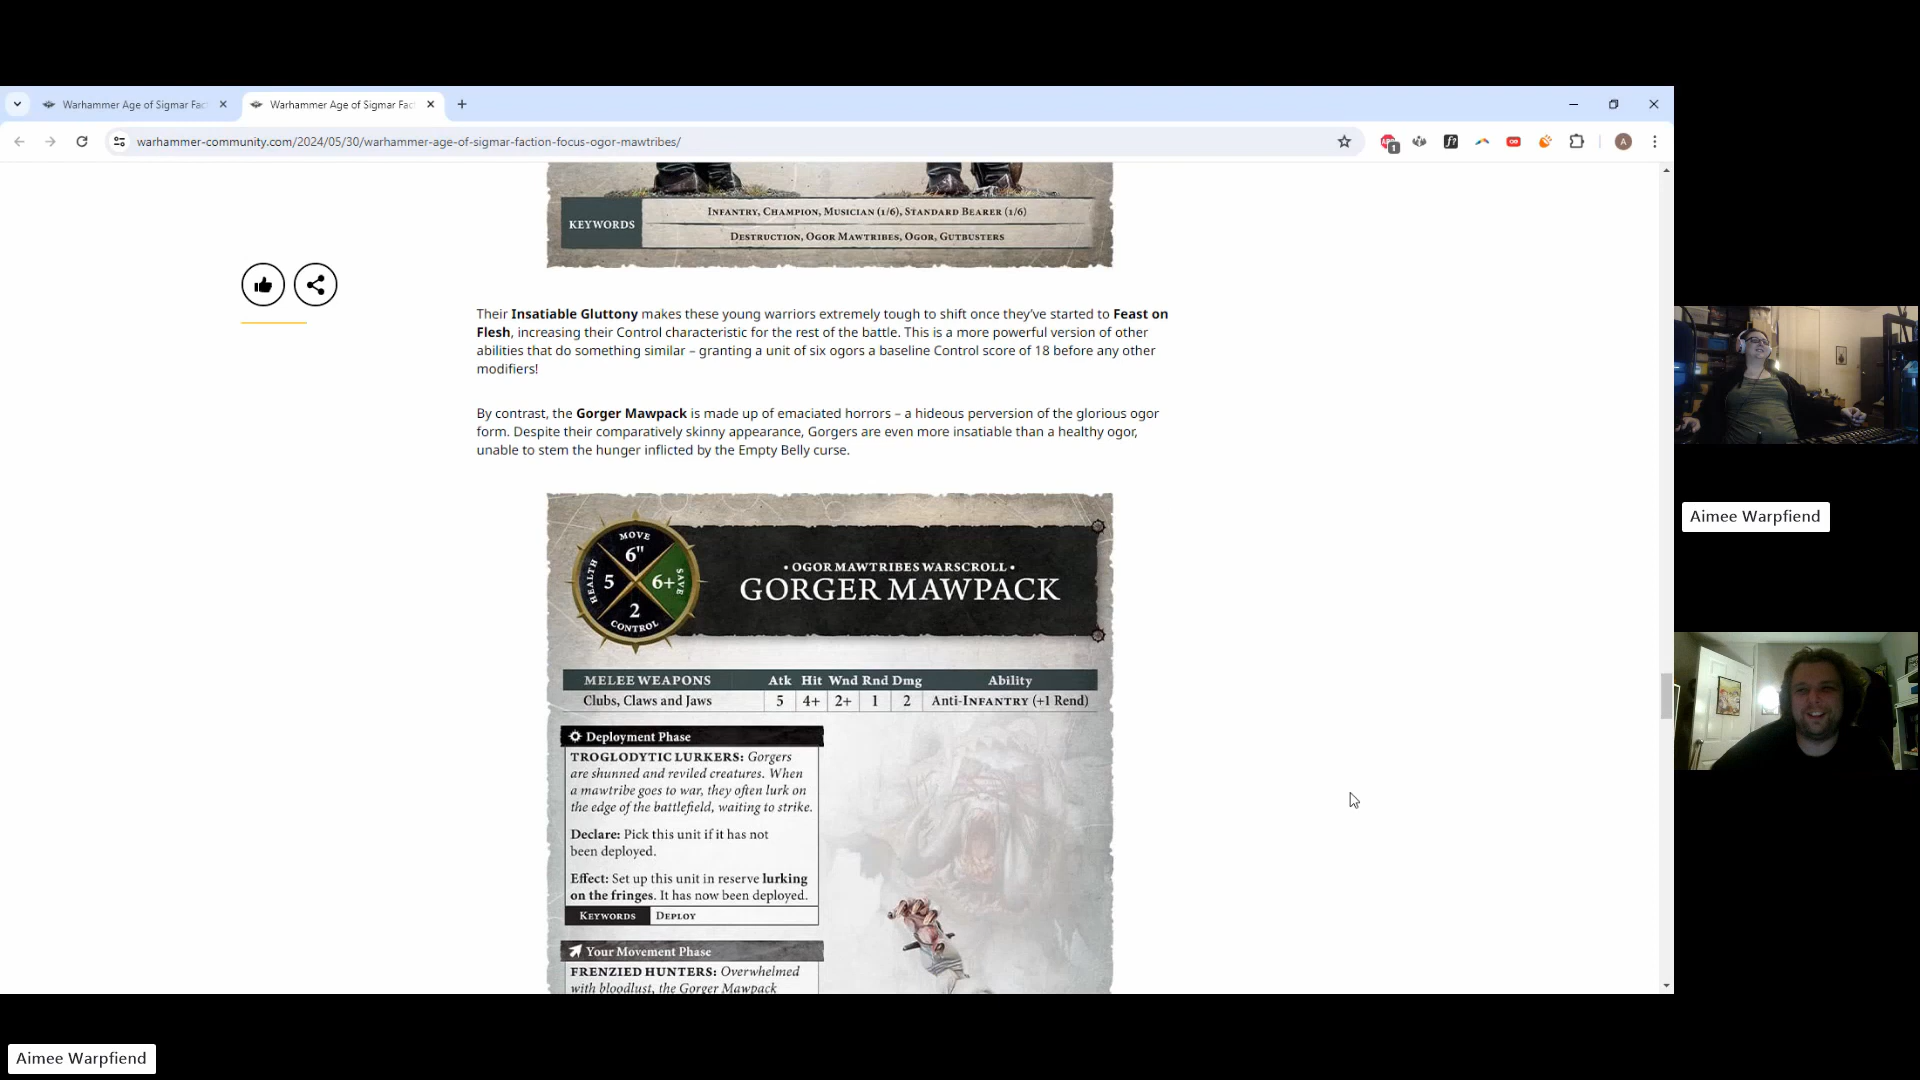 Warhammer Age of Sigmar Fac
Warhammer Age of Sigmar Fac
warhammer-community.com/2024/05/30/warhammer-age-of-sigmar-faction-focus-ogor-mawtribes/
1
f?
A
KEYWORDS
Infantry, Champion, Musician (1/6), Standard Bearer (1/6)
Destruction, Ogor Mawtribes, Ogor, Gutbusters
Their Insatiable Gluttony makes these young warriors extremely tough to shift once they’ve started to Feast on
Flesh, increasing their Control characteristic for the rest of the battle. This is a more powerful version of other
abilities that do something similar – granting a unit of six ogors a baseline Control score of 18 before any other
modifiers!
By contrast, the Gorger Mawpack is made up of emaciated horrors – a hideous perversion of the glorious ogor
form. Despite their comparatively skinny appearance, Gorgers are even more insatiable than a healthy ogor,
unable to stem the hunger inflicted by the Empty Belly curse.
MOVE
6"
HEALTH
5
6+
SAVE
2
CONTROL
• OGOR MAWTRIBES WARSCROLL •
GORGER MAWPACK
MELEE WEAPONS Atk Hit Wnd Rnd Dmg Ability
Clubs, Claws and Jaws 5 4+ 2+ 1 2 Anti-Infantry (+1 Rend)
Deployment Phase
TROGLODYTIC LURKERS: Gorgers
are shunned and reviled creatures. When
a mawtribe goes to war, they often lurk on
the edge of the battlefield, waiting to strike.
Declare: Pick this unit if it has not
been deployed.
Effect: Set up this unit in reserve lurking
on the fringes. It has now been deployed.
Keywords Deploy
Your Movement Phase
FRENZIED HUNTERS: Overwhelmed
with bloodlust, the Gorger Mawpack
Aimee Warpfiend
Aimee Warpfiend